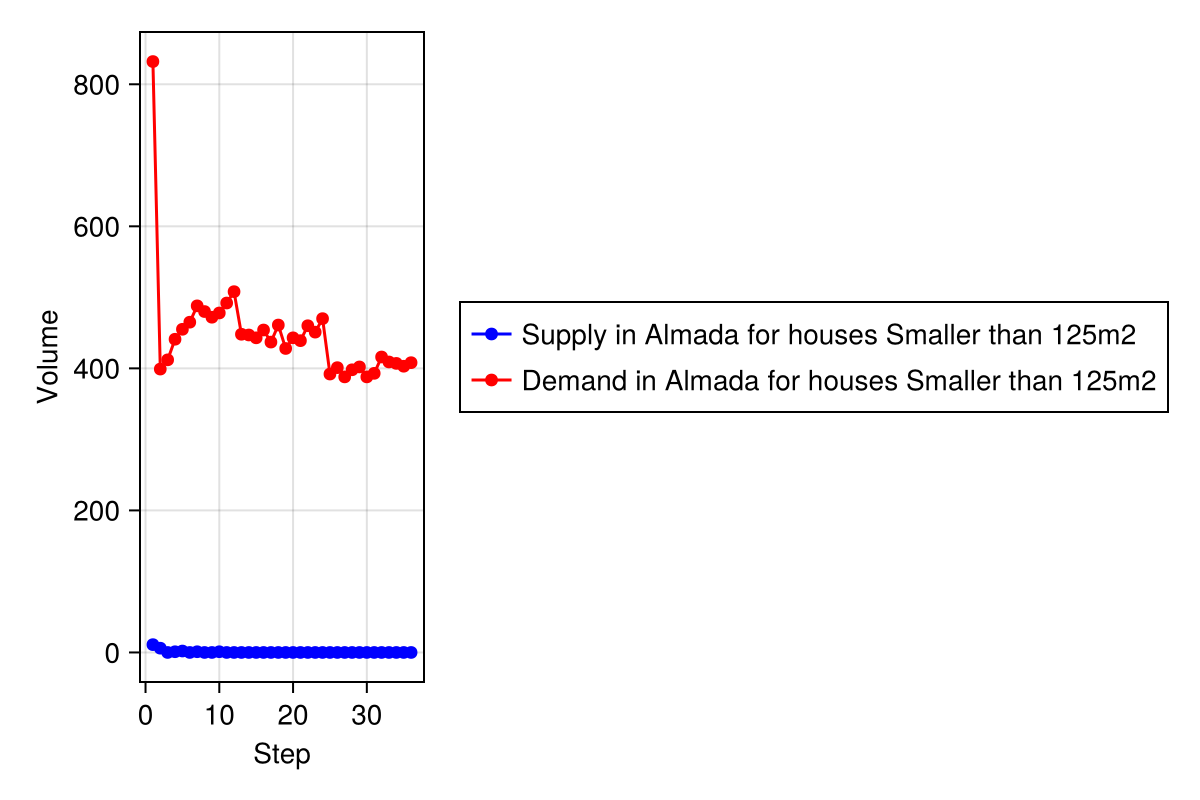 800
600
400
200
0
Volume
0 10 20 30
Step
Supply in Almada for houses Smaller than 125m2
Demand in Almada for houses Smaller than 125m2